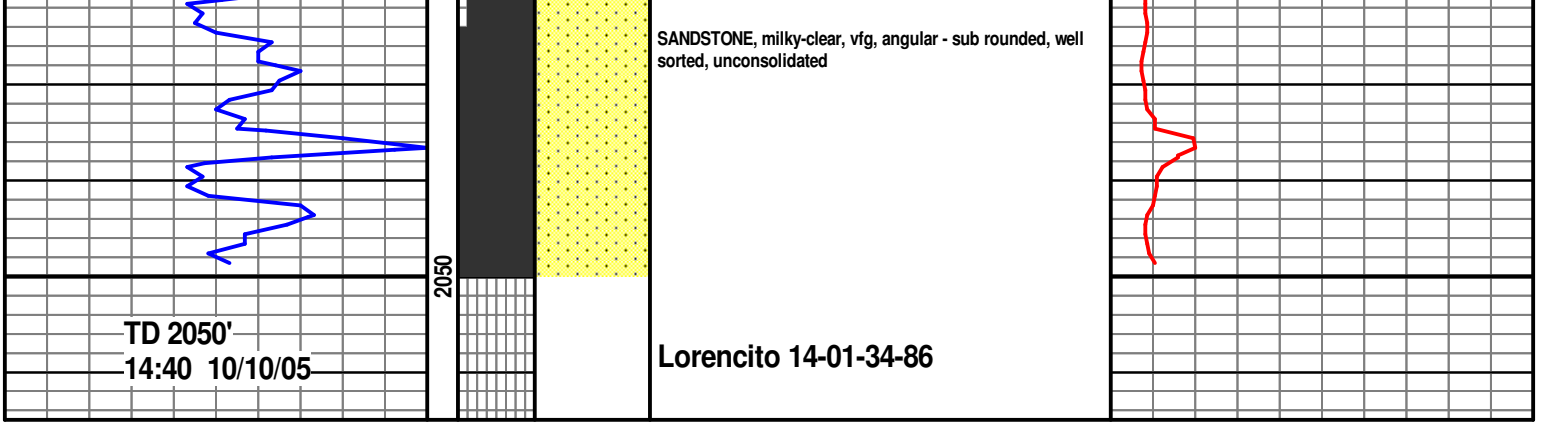 SANDSTONE, milky-clear, vfg, angular - sub rounded, well
sorted, unconsolidated
2050
TD 2050'
14:40 10/10/05
Lorencito 14-01-34-86